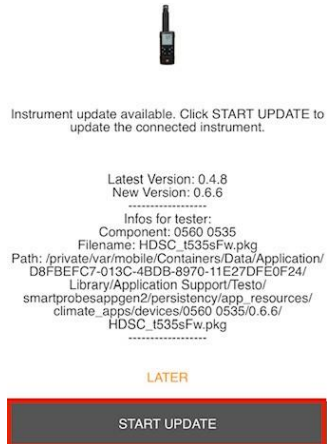 Instrument update available. Click START UPDATE to
update the connected instrument.
Latest Version: 0.4.8
New Version: 0.6.6
------------------
Infos for tester:
Component: 0560 0535
Filename: HDSC_t535sFw.pkg
Path: /private/var/mobile/Containers/Data/Application/
D8FBEFC7-013C-4BDB-8970-11E27DFE0F24/
Library/Application Support/Testo/
smartprobesappgen2/persistency/app_resources/
climate_apps/devices/0560 0535/0.6.6/
HDSC_t535sFw.pkg
------------------
LATER
START UPDATE